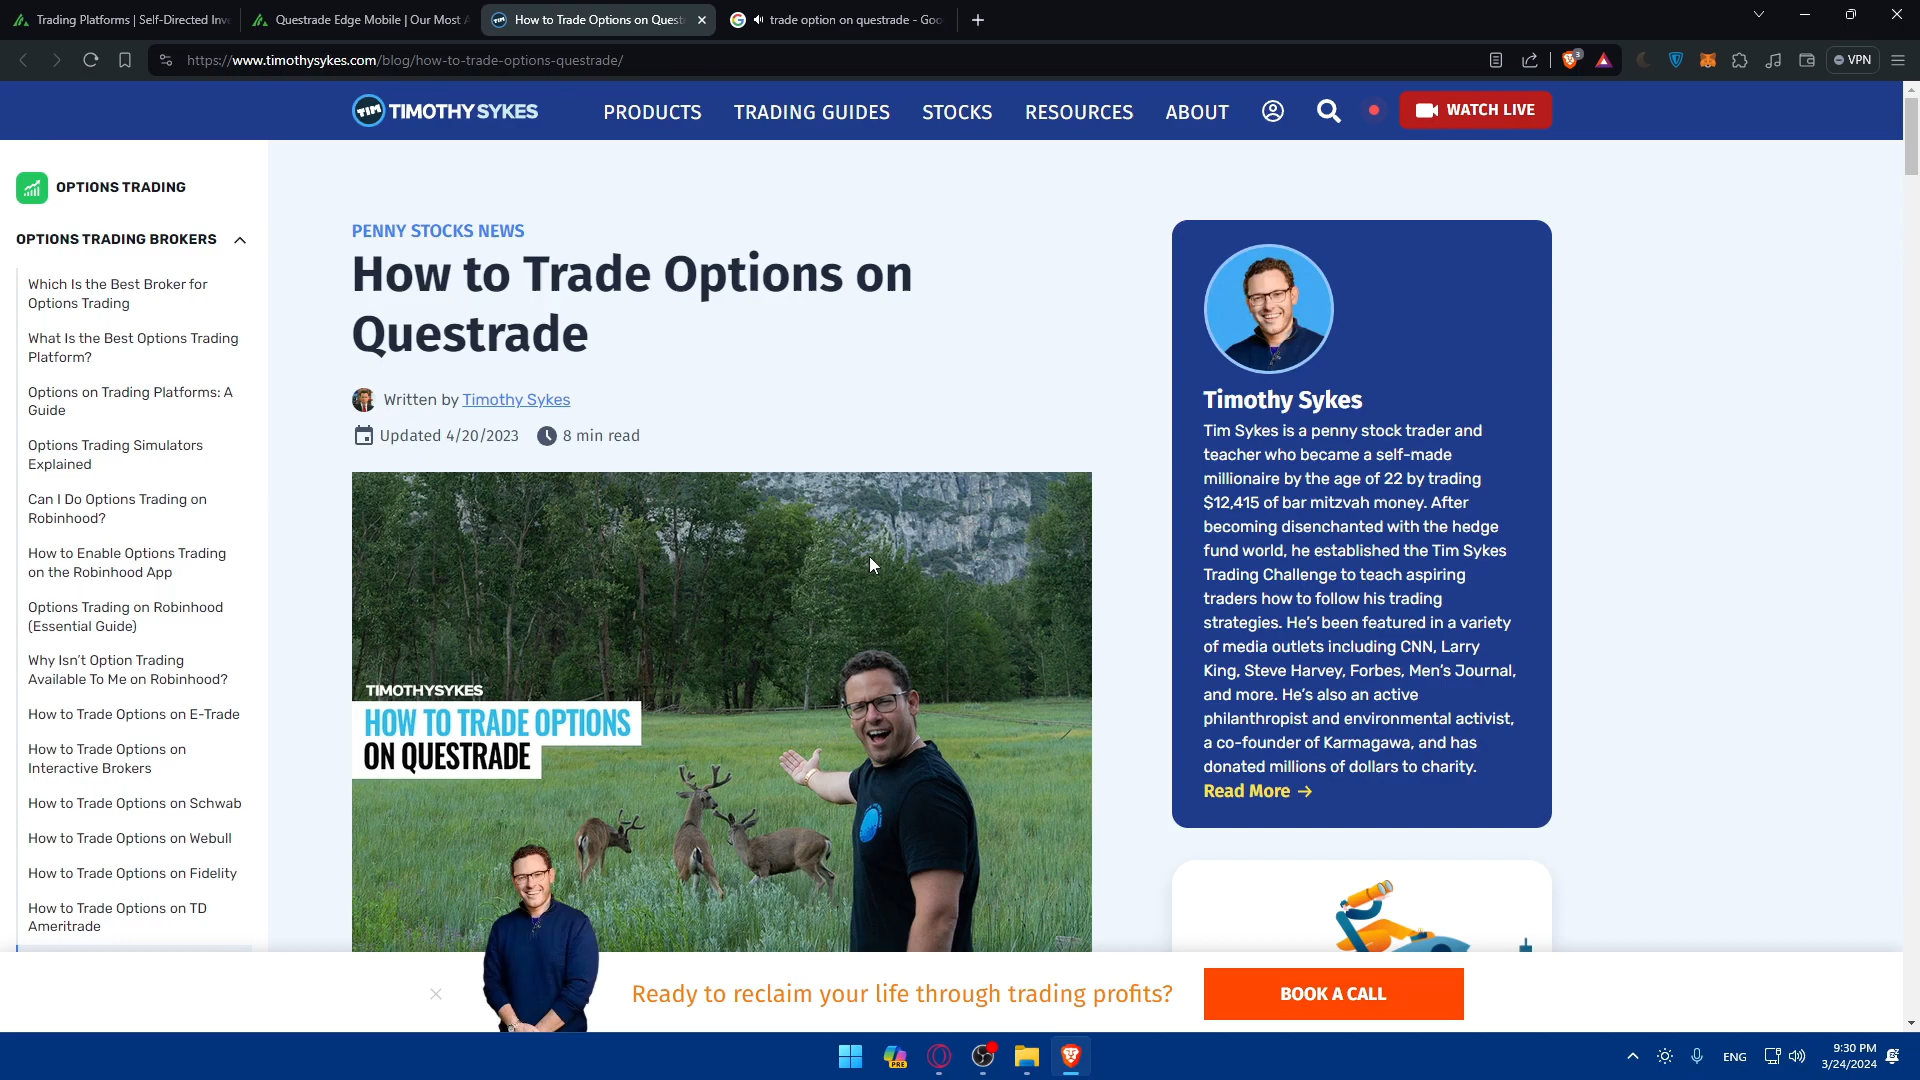 Trading Platforms | Self-Directed Inv
Questrade Edge Mobile | Our Most A
How to Trade Options on Quest
trade option on questrade - Goo
https://www.timothysykes.com/blog/how-to-trade-options-questrade/
3
VPN
TIM TIMOTHYSYKES
PRODUCTS
TRADING GUIDES
STOCKS
RESOURCES
ABOUT
WATCH LIVE
OPTIONS TRADING
OPTIONS TRADING BROKERS
Which Is the Best Broker for
Options Trading
What Is the Best Options Trading
Platform?
Options on Trading Platforms: A
Guide
Options Trading Simulators
Explained
Can I Do Options Trading on
Robinhood?
How to Enable Options Trading
on the Robinhood App
Options Trading on Robinhood
(Essential Guide)
Why Isn't Option Trading
Available To Me on Robinhood?
How to Trade Options on E-Trade
How to Trade Options on
Interactive Brokers
How to Trade Options on Schwab
How to Trade Options on Webull
How to Trade Options on Fidelity
How to Trade Options on TD
Ameritrade
PENNY STOCKS NEWS
How to Trade Options on
Questrade
Written by Timothy Sykes
Updated 4/20/2023
8 min read
TIMOTHYSYKES
HOW TO TRADE OPTIONS
ON QUESTRADE
Timothy Sykes
Tim Sykes is a penny stock trader and
teacher who became a self-made
millionaire by the age of 22 by trading
$12,415 of bar mitzvah money. After
becoming disenchanted with the hedge
fund world, he established the Tim Sykes
Trading Challenge to teach aspiring
traders how to follow his trading
strategies. He's been featured in a variety
of media outlets including CNN, Larry
King, Steve Harvey, Forbes, Men's Journal,
and more. He's also an active
philanthropist and environmental activist,
a co-founder of Karmagawa, and has
donated millions of dollars to charity.
Read More →
Ready to reclaim your life through trading profits?
BOOK A CALL
PRE
ENG
9:30 PM
3/24/2024